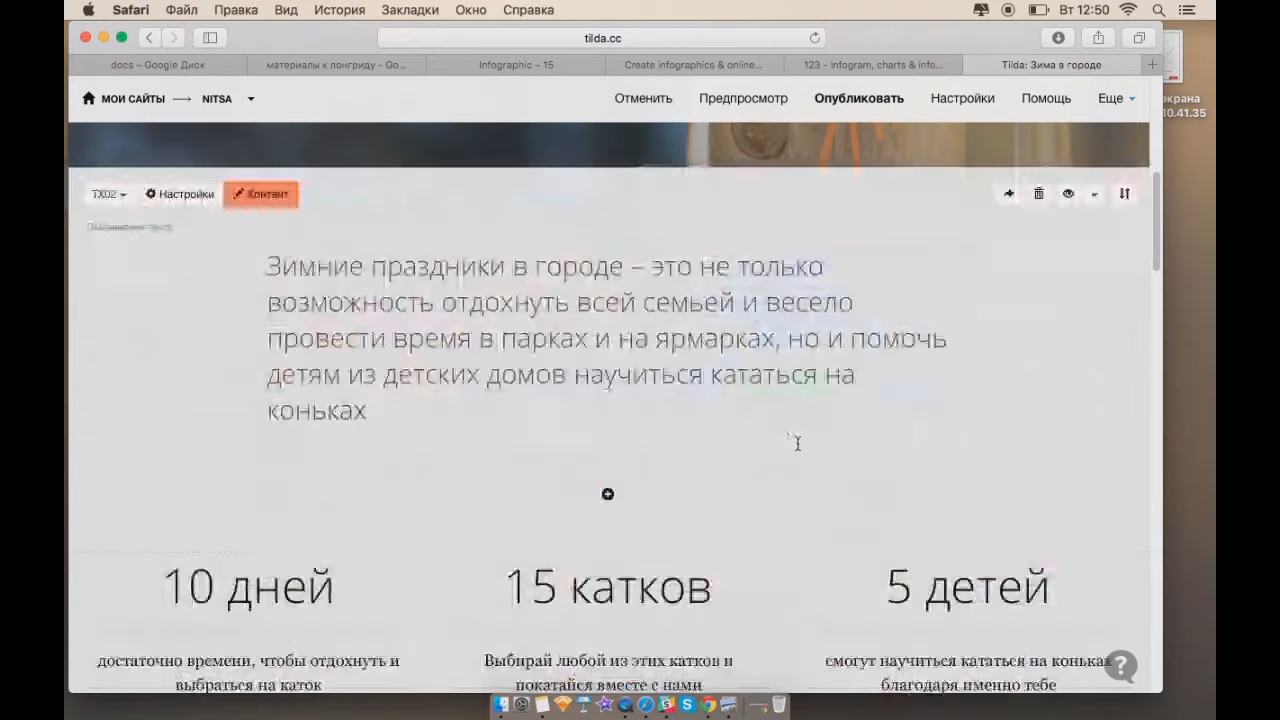 Safari Файл Правка Вид История Закладки Окно Справка Вт 12:50
tilda.cc
docs – Google Диск материалы к лонгриду - Go... Infographic – 15 Create infographics & online... 123 - Infogram, charts & info... Tilda: Зима в городе
екрана
10.41.35
МОИ САЙТЫ NITSA Отменить Предпросмотр Опубликовать Настройки Помощь Еще
TX02 Настройки Контент
Зимние праздники в городе – это не только
возможность отдохнуть всей семьей и весело
провести время в парках и на ярмарках, но и помочь
детям из детских домов научиться кататься на
коньках
10 дней 15 катков 5 детей
достаточно времени, чтобы отдохнуть и Выбирай любой из этих катков и смогут научиться кататься на коньках
выбраться на каток покатайся вместе с нами благодаря именно тебе